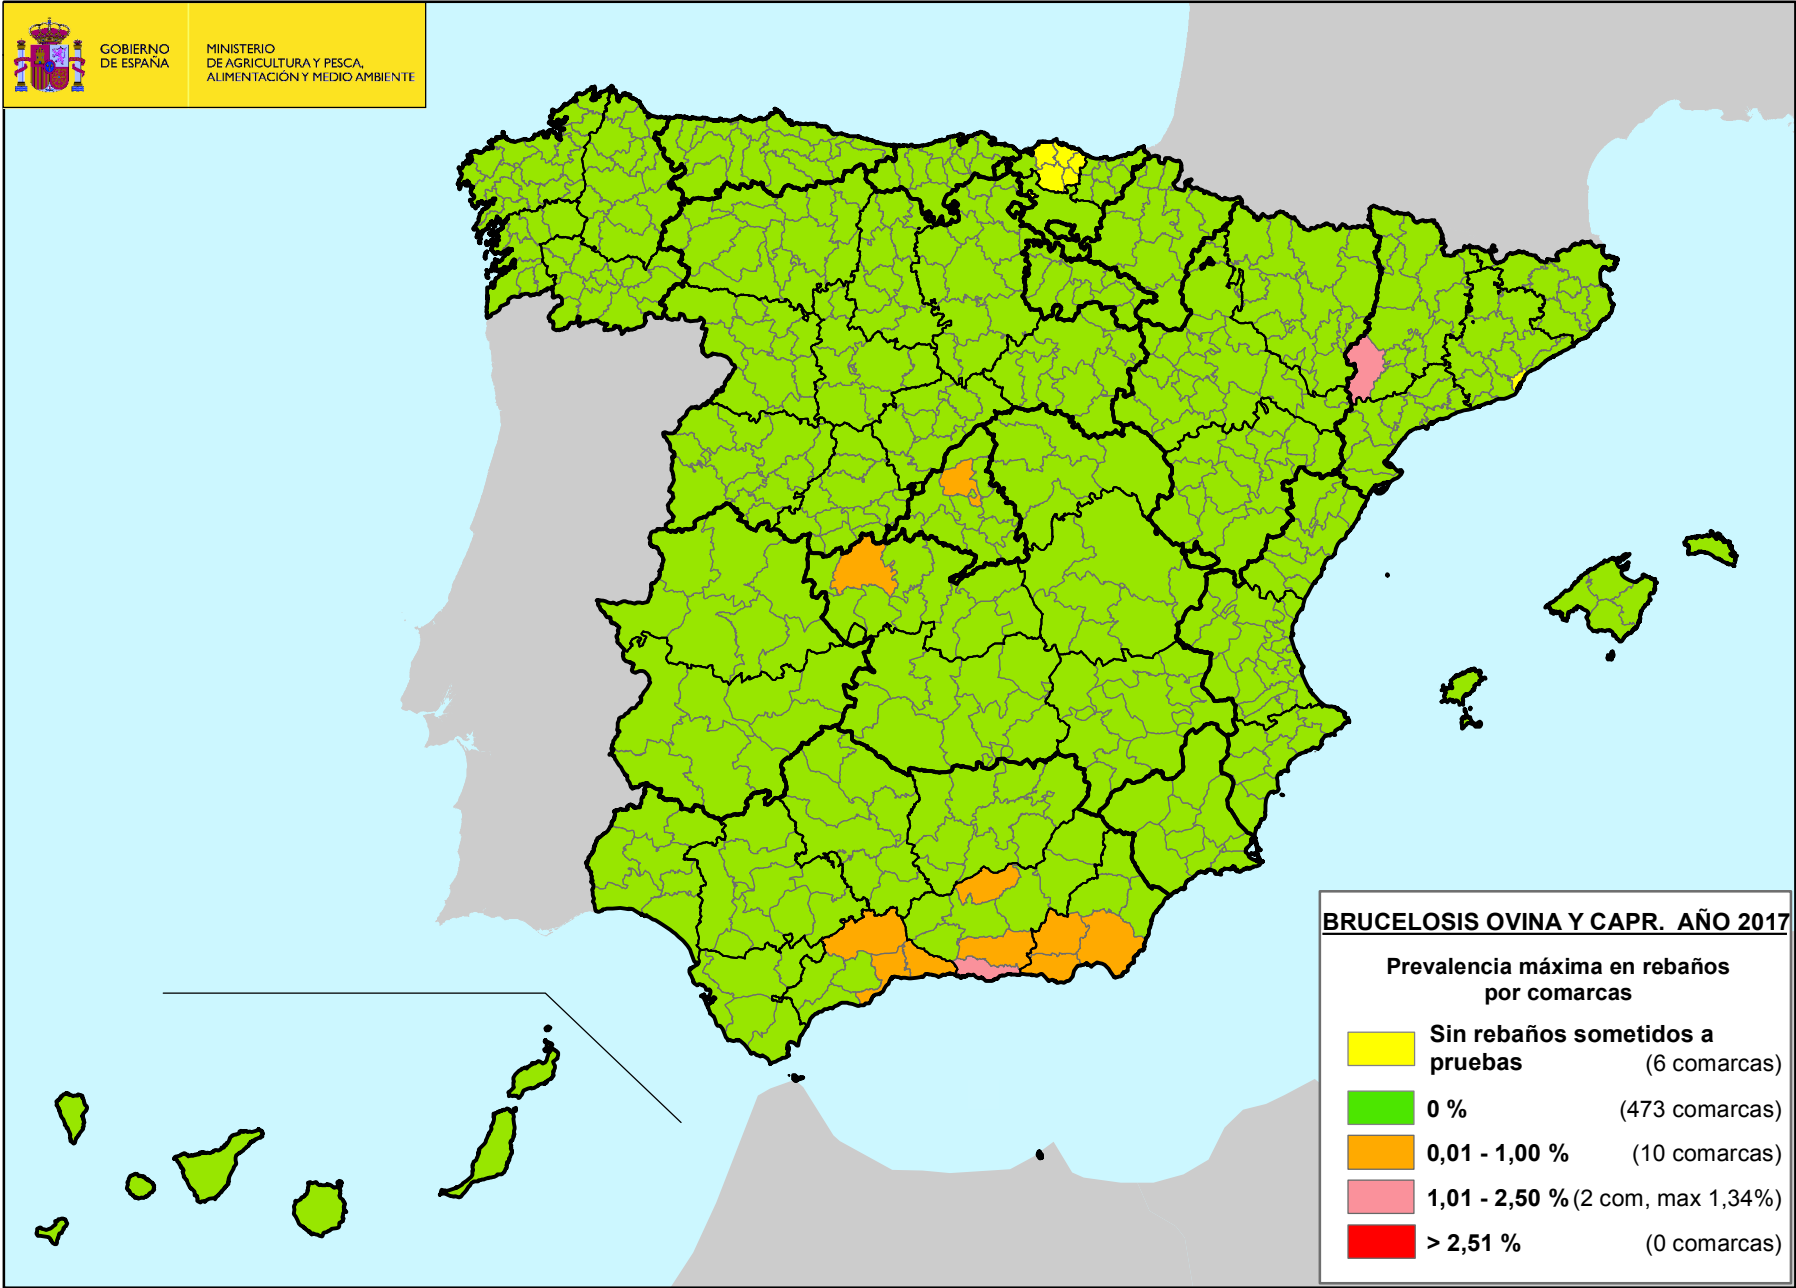 GOBIERNO
DE ESPAÑA
MINISTERIO
DE AGRICULTURA Y PESCA,
ALIMENTACIÓN Y MEDIO AMBIENTE
BRUCELOSIS OVINA Y CAPR. AÑO 2017
Prevalencia máxima en rebaños
por comarcas
Sin rebaños sometidos a
pruebas (6 comarcas)
0 % (473 comarcas)
0,01 - 1,00 % (10 comarcas)
1,01 - 2,50 % (2 com, max 1,34%)
> 2,51 % (0 comarcas)